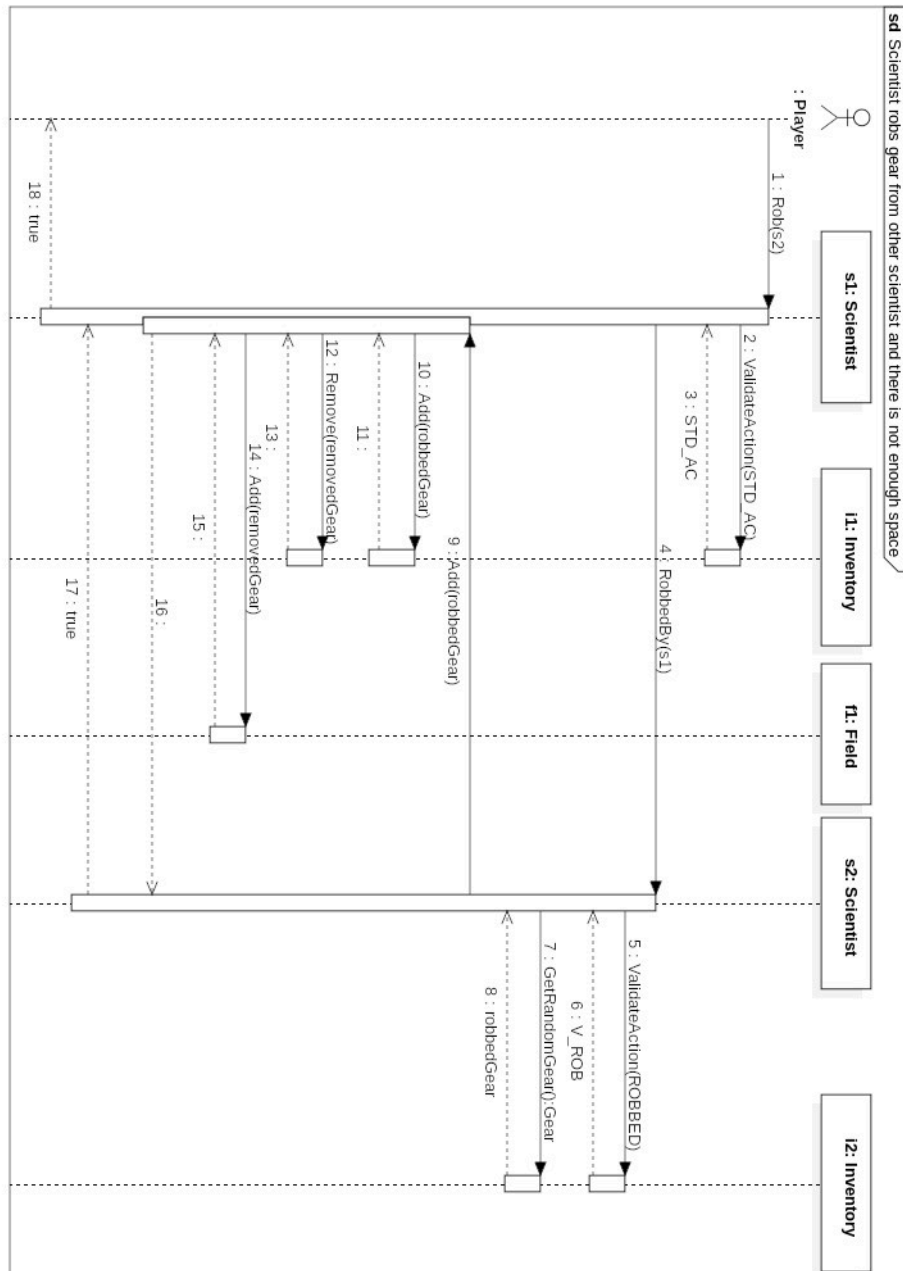 sd Scientist robs gear from other scientist and there is not enough space
: Player
s1: Scientist
i1: Inventory
f1: Field
s2: Scientist
i2: Inventory
1 : Rob(s2)
2 : ValidateAction(STD_AC)
3 : STD_AC
4 : RobbedBy(s1)
5 : ValidateAction(ROBBED)
6 : V_ROB
7 : GetRandomGear():Gear
8 : robbedGear
9 : Add(robbedGear)
10 : Add(robbedGear)
11 :
12 : Remove(removedGear)
13 :
14 : Add(removedGear)
15 :
16 :
17 : true
18 : true